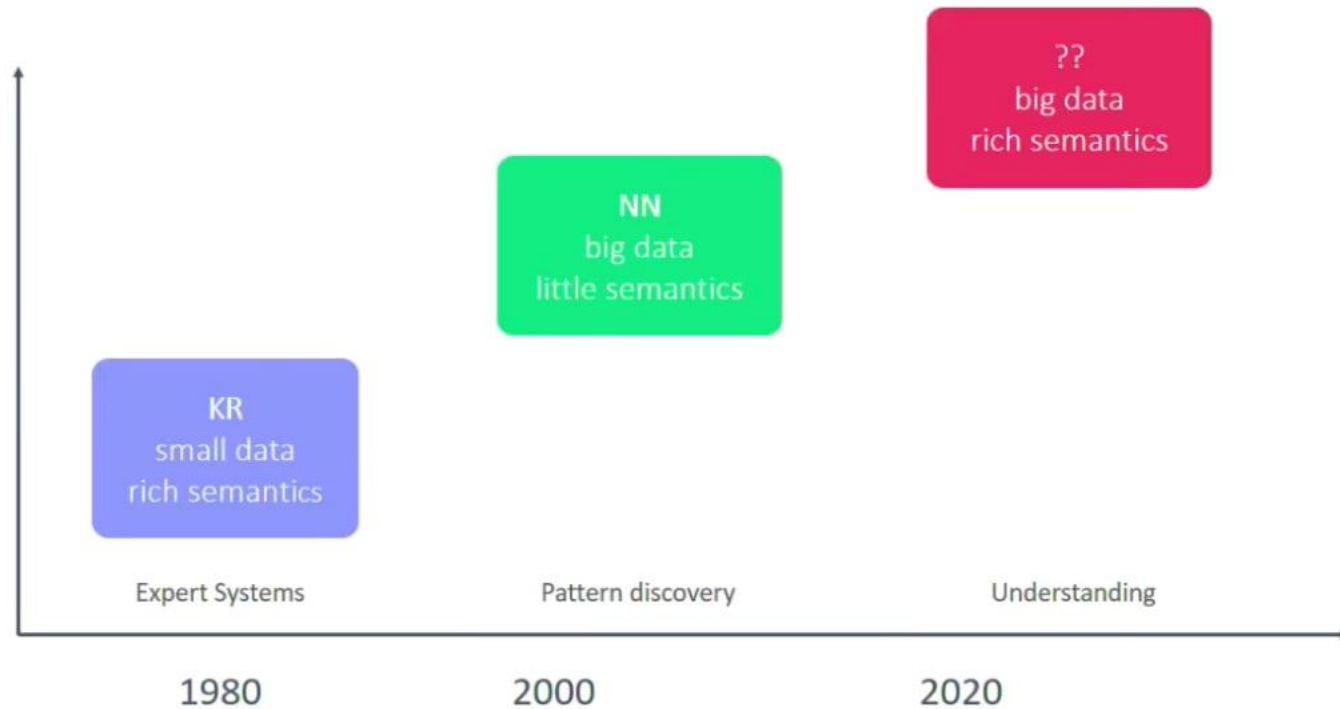 ??
big data
rich semantics
NN
big data
little semantics
KR
small data
rich semantics
Expert Systems
Pattern discovery
Understanding
1980
2000
2020